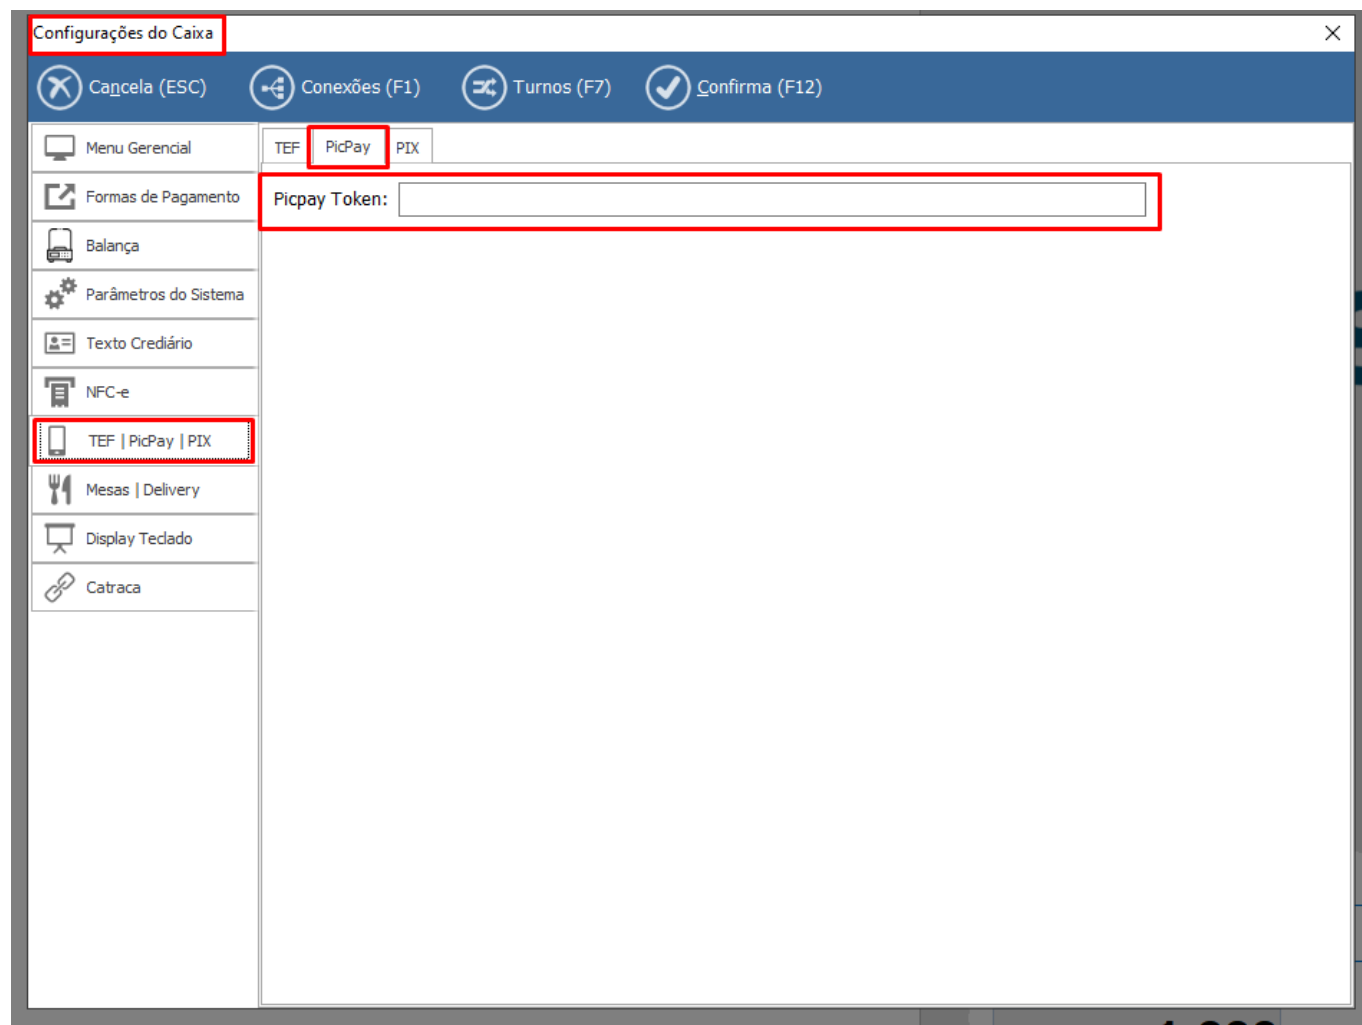 Configurações do Caixa
Cancela (ESC) Conexões (F1) Turnos (F7) Confirma (F12)
Menu Gerencial
Formas de Pagamento
Balança
Parâmetros do Sistema
Texto Crediário
NFC-e
TEF | PicPay | PIX
Mesas | Delivery
Display Teclado
Catraca
TEF PicPay PIX
Picpay Token: